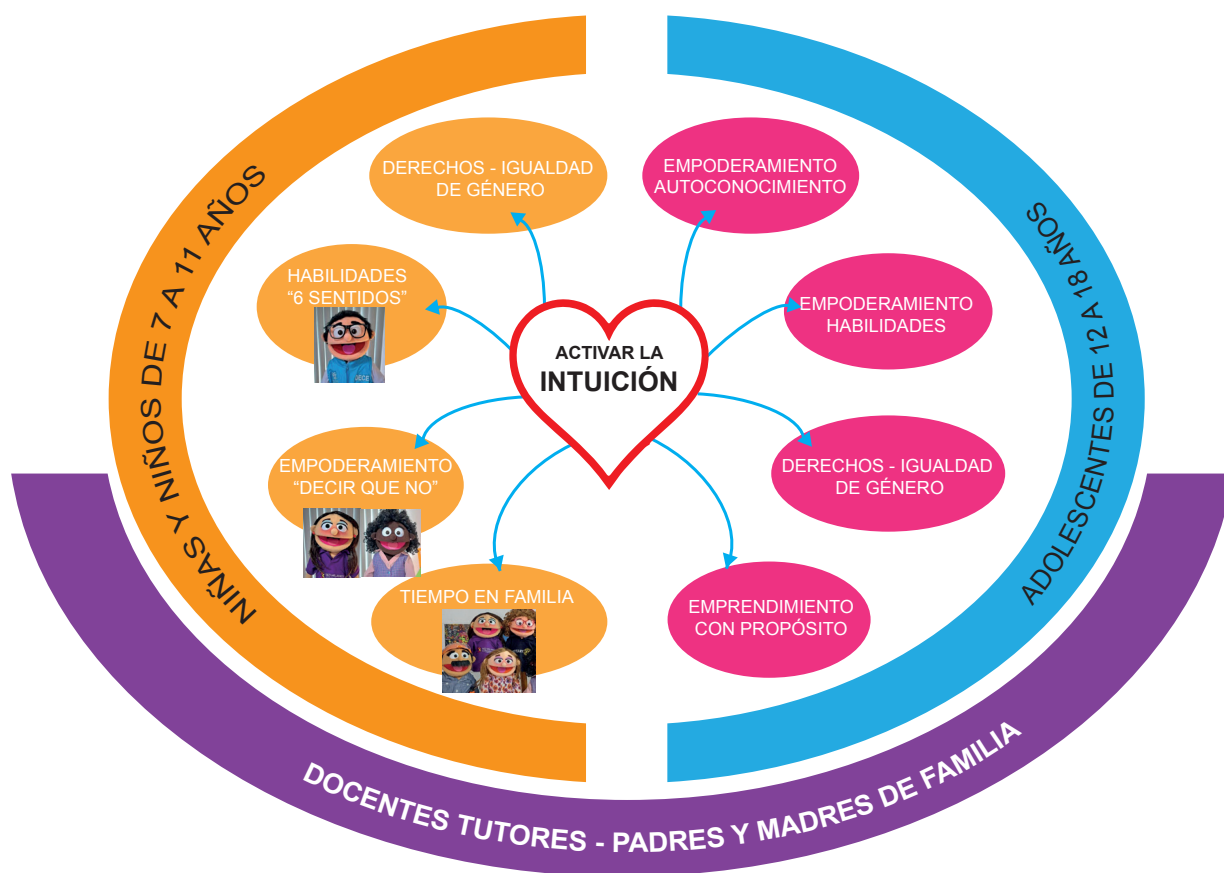 NIÑAS Y NIÑOS DE 7 A 11 AÑOS
DERECHOS - IGUALDAD
DE GÉNERO
HABILIDADES
“6 SENTIDOS”
EMPODERAMIENTO
“DECIR QUE NO”
TIEMPO EN FAMILIA
ACTIVAR LA
INTUICIÓN
EMPODERAMIENTO
AUTOCONOCIMIENTO
EMPODERAMIENTO
HABILIDADES
DERECHOS - IGUALDAD
DE GÉNERO
EMPRENDIMIENTO
CON PROPÓSITO
ADOLESCENTES DE 12 A 18 AÑOS
DOCENTES TUTORES - PADRES Y MADRES DE FAMILIA